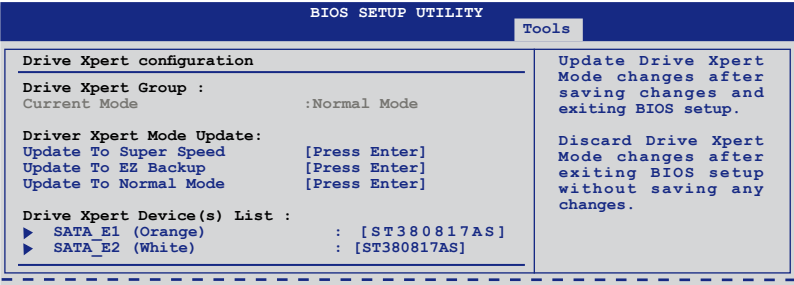 BIOS SETUP UTILITY
Tools
Drive Xpert configuration
Drive Xpert Group :
Current Mode :Normal Mode
Driver Xpert Mode Update:
Update To Super Speed [Press Enter]
Update To EZ Backup [Press Enter]
Update To Normal Mode [Press Enter]
Drive Xpert Device(s) List :
SATA_E1 (Orange) : [ST380817AS]
SATA_E2 (White) : [ST380817AS]
Update Drive Xpert
Mode changes after
saving changes and
exiting BIOS setup.
Discard Drive Xpert
Mode changes after
exiting BIOS setup
without saving any
changes.